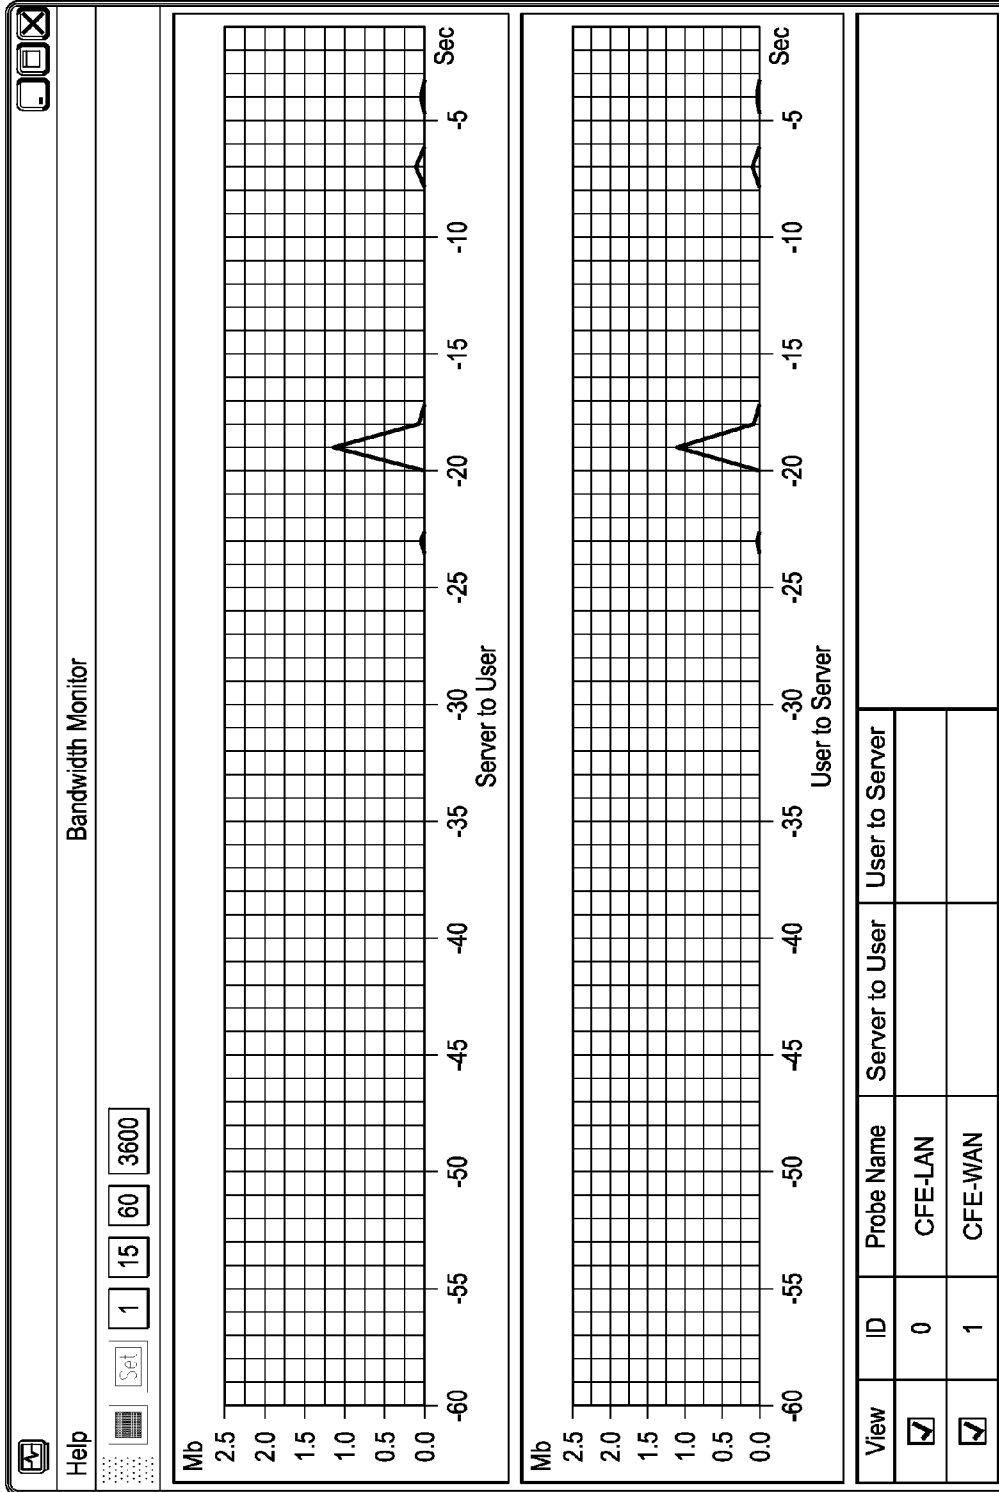 Bandwidth Monitor
Help
Set 1 15 60 3600
Mb
2.5
2.0
1.5
1.0
0.5
0.0
-60 -55 -50 -45 -40 -35 -30 -25 -20 -15 -10 -5 Sec
Server to User
Mb
2.5
2.0
1.5
1.0
0.5
0.0
-60 -55 -50 -45 -40 -35 -30 -25 -20 -15 -10 -5 Sec
User to Server
View ID Probe Name Server to User User to Server
0 CFE-LAN
1 CFE-WAN